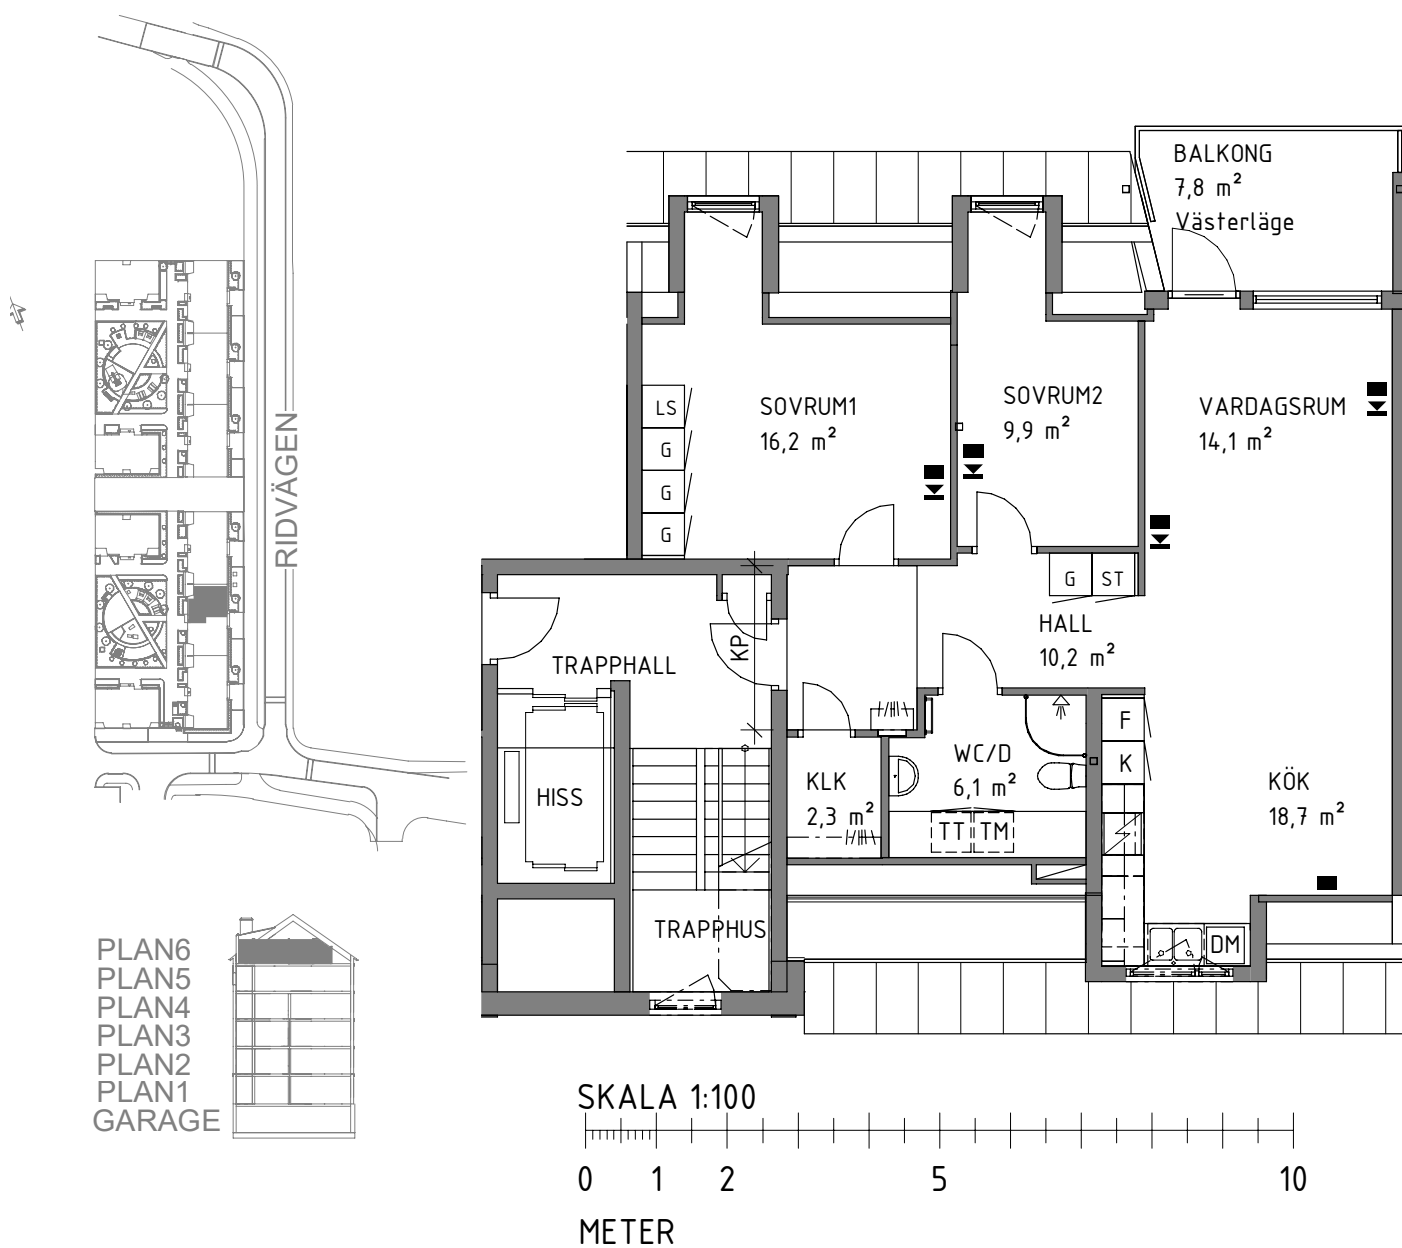 BALKONG
7,8 m²
Västerläge
SOVRUM1
16,2 m²
SOVRUM2
9,9 m²
VARDAGSRUM
14,1 m²
LS
G
G
G
G
ST
HALL
10,2 m²
KP
TRAPPHALL
HISS
TRAPPHUS
KLK
2,3 m²
WC/D
6,1 m²
TT
TM
F
K
KÖK
18,7 m²
DM
RIDVÄGEN
PLAN6
PLAN5
PLAN4
PLAN3
PLAN2
PLAN1
GARAGE
SKALA 1:100
0 1 2 5 10
METER